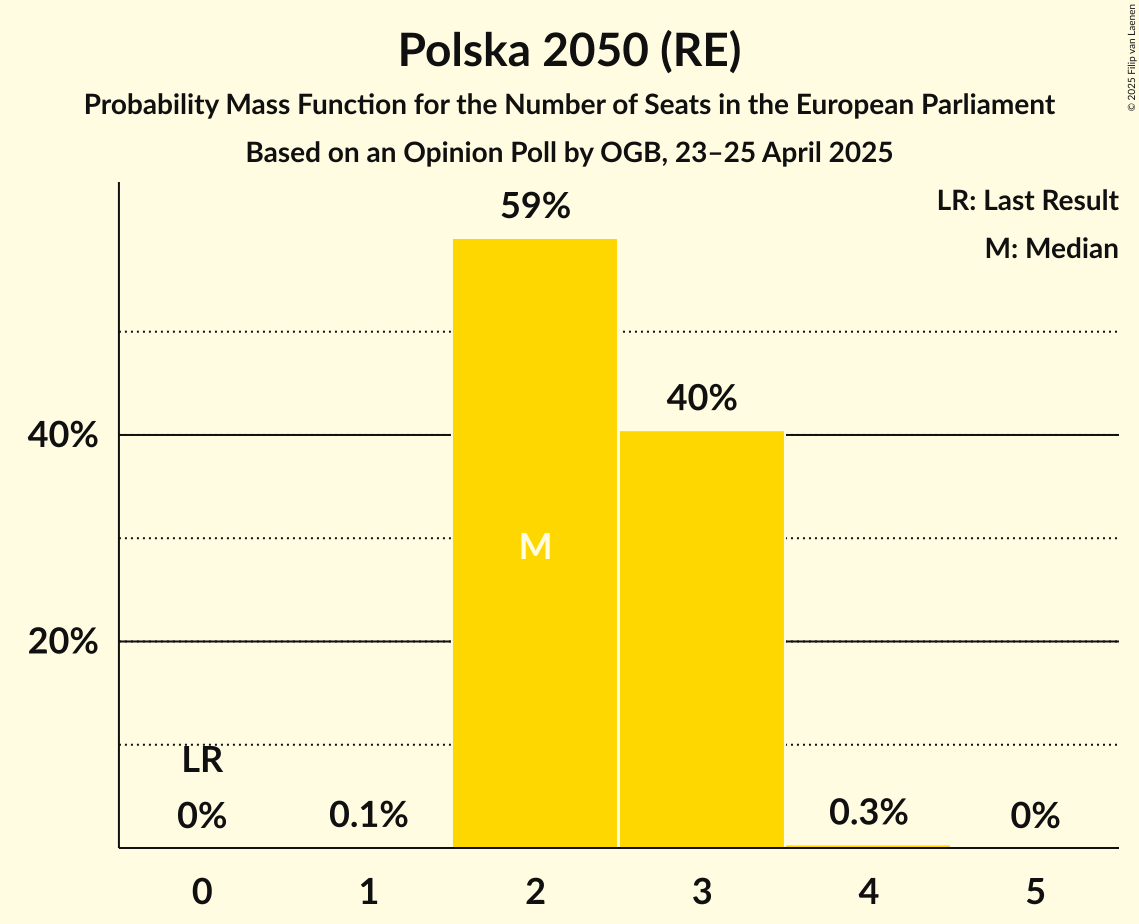 Polska 2050 (RE)
Probability Mass Function for the Number of Seats in the European Parliament
Based on an Opinion Poll by OGB, 23–25 April 2025
© 2025 Filip van Laenen
LR: Last Result
M: Median
59%
40%
40%
M
20%
LR
0%
0.1%
0.3%
0%
0 1 2 3 4 5